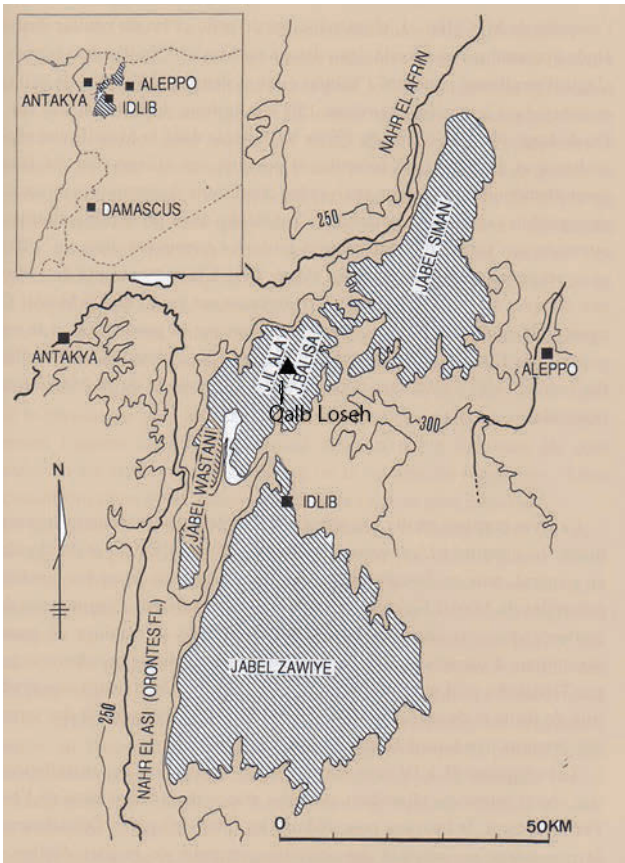 ANTAKYA
ALEPPO
IDLIB
DAMASCUS
NAHR EL AFRIN
250
JABEL SIMAN
ANTAKYA
ALEPPO
J.IL ALA
J.BALISA
Qalb Loseh
300
JABEL WASTANI
N
IDLIB
JABEL ZAWIYE
250
NAHR EL ASI (ORONTES FL.)
0 50KM